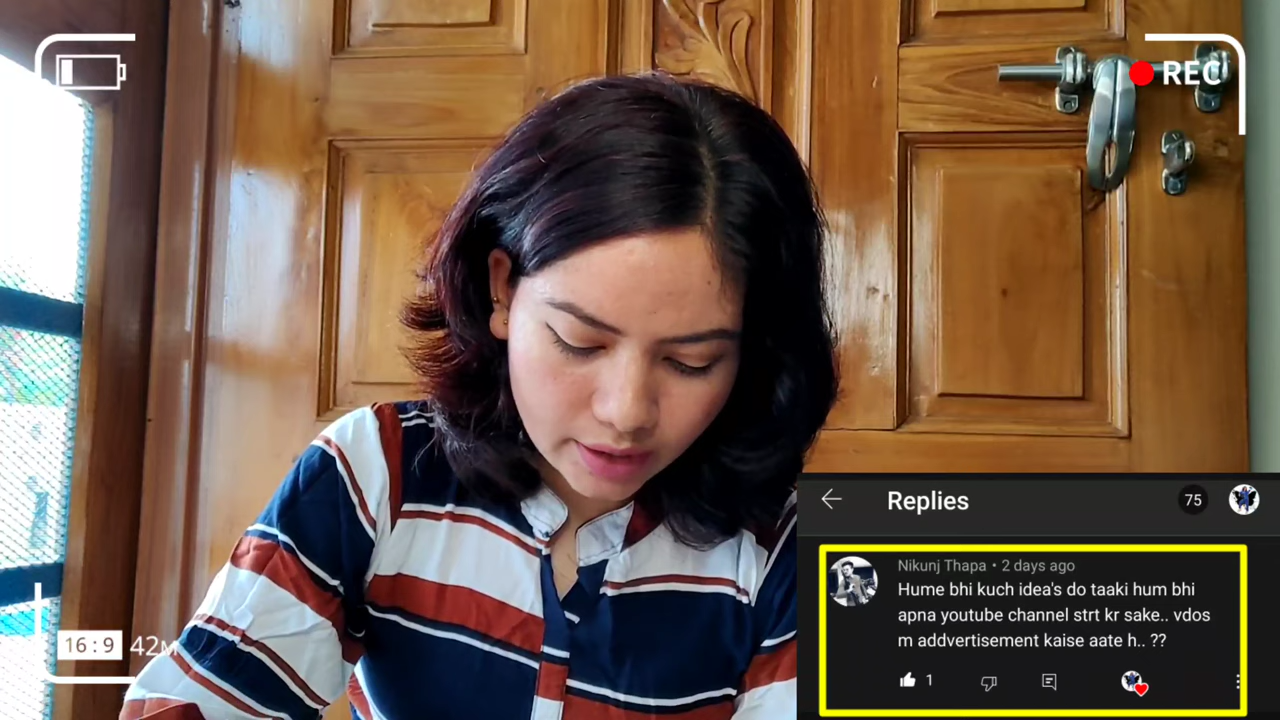 REC
Replies
75
Nikunj Thapa • 2 days ago
Hume bhi kuch idea's do taaki hum bhi
apna youtube channel strt kr sake.. vdos
m addvertisement kaise aate h.. ??
1
16:9 42M